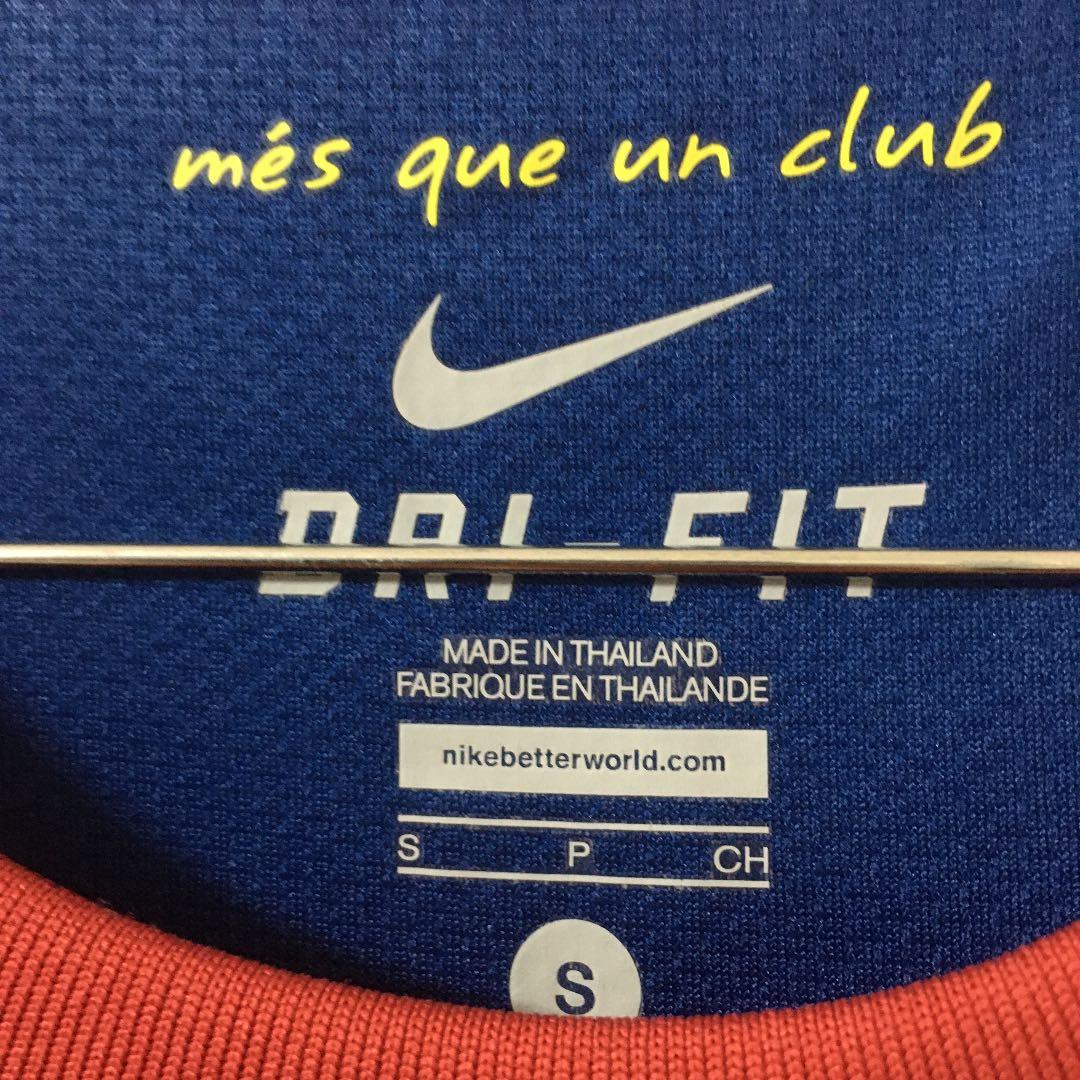 més que un club
DRI-FIT
MADE IN THAILAND
FABRIQUE EN THAILANDE
nikebetterworld.com
S P CH
S